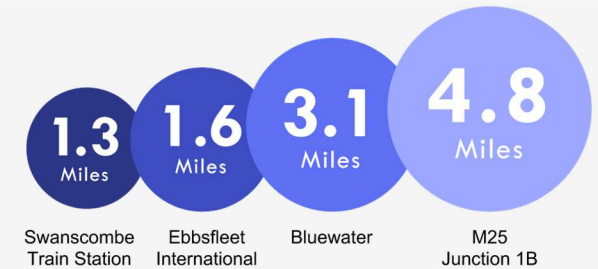 1.3
Miles
1.6
Miles
3.1
Miles
4.8
Miles
Swanscombe
Train Station
Ebbsfleet
International
Bluewater
M25
Junction 1B